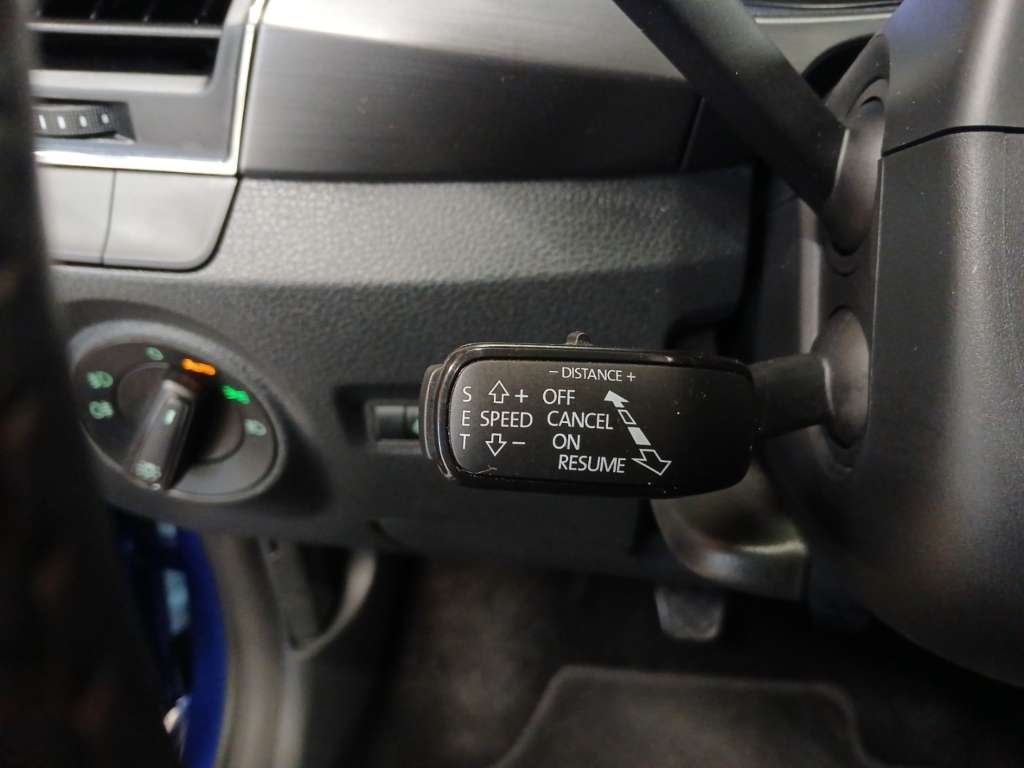 − DISTANCE +
S + OFF
E SPEED CANCEL
T − ON
RESUME